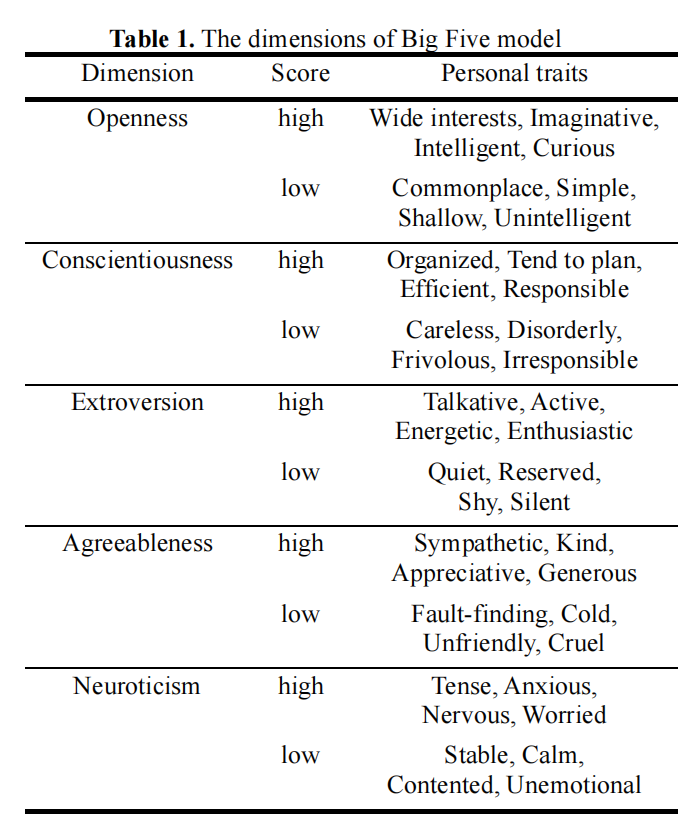 Table 1. The dimensions of Big Five model
Dimension Score Personal traits
Openness high Wide interests, Imaginative,
Intelligent, Curious
low Commonplace, Simple,
Shallow, Unintelligent
Conscientiousness high Organized, Tend to plan,
Efficient, Responsible
low Careless, Disorderly,
Frivolous, Irresponsible
Extroversion high Talkative, Active,
Energetic, Enthusiastic
low Quiet, Reserved,
Shy, Silent
Agreeableness high Sympathetic, Kind,
Appreciative, Generous
low Fault-finding, Cold,
Unfriendly, Cruel
Neuroticism high Tense, Anxious,
Nervous, Worried
low Stable, Calm,
Contented, Unemotional